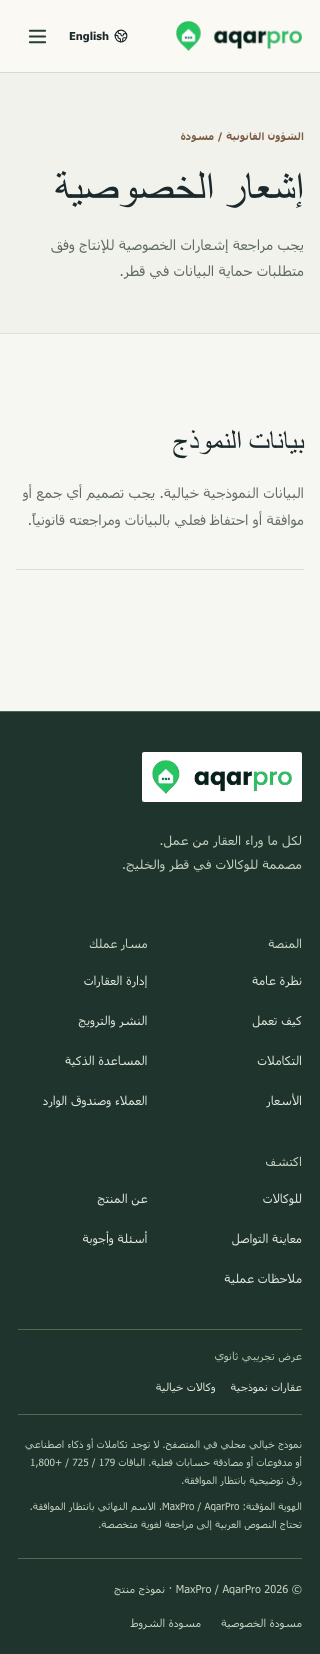 aqarpro
English
الشؤون القانونية / مسودة
إشعار الخصوصية
يجب مراجعة إشعارات الخصوصية للإنتاج وفق
متطلبات حماية البيانات في قطر.
بيانات النموذج
البيانات النموذجية خيالية. يجب تصميم أي جمع أو
موافقة أو احتفاظ فعلي بالبيانات ومراجعته قانونياً.
aqarpro
لكل ما وراء العقار من عمل.
مصممة للوكالات في قطر والخليج.
المنصة
نظرة عامة
كيف تعمل
التكاملات
الأسعار
مسار عملك
إدارة العقارات
النشر والترويج
المساعدة الذكية
العملاء وصندوق الوارد
اكتشف
للوكالات
عن المنتج
معاينة التواصل
أسئلة وأجوبة
ملاحظات عملية
عرض تجريبي ثانوي
عقارات نموذجية
وكالات خيالية
نموذج خيالي محلي في المتصفح. لا توجد تكاملات أو ذكاء اصطناعي
أو مدفوعات أو مصادقة حسابات فعلية. الباقات 179 / 725 / +1,800
ر.ق توضيحية بانتظار الموافقة.
الهوية المؤقتة: MaxPro / AqarPro. الاسم النهائي بانتظار الموافقة.
تحتاج النصوص العربية إلى مراجعة لغوية متخصصة.
© 2026 MaxPro / AqarPro · نموذج منتج
مسودة الخصوصية
مسودة الشروط